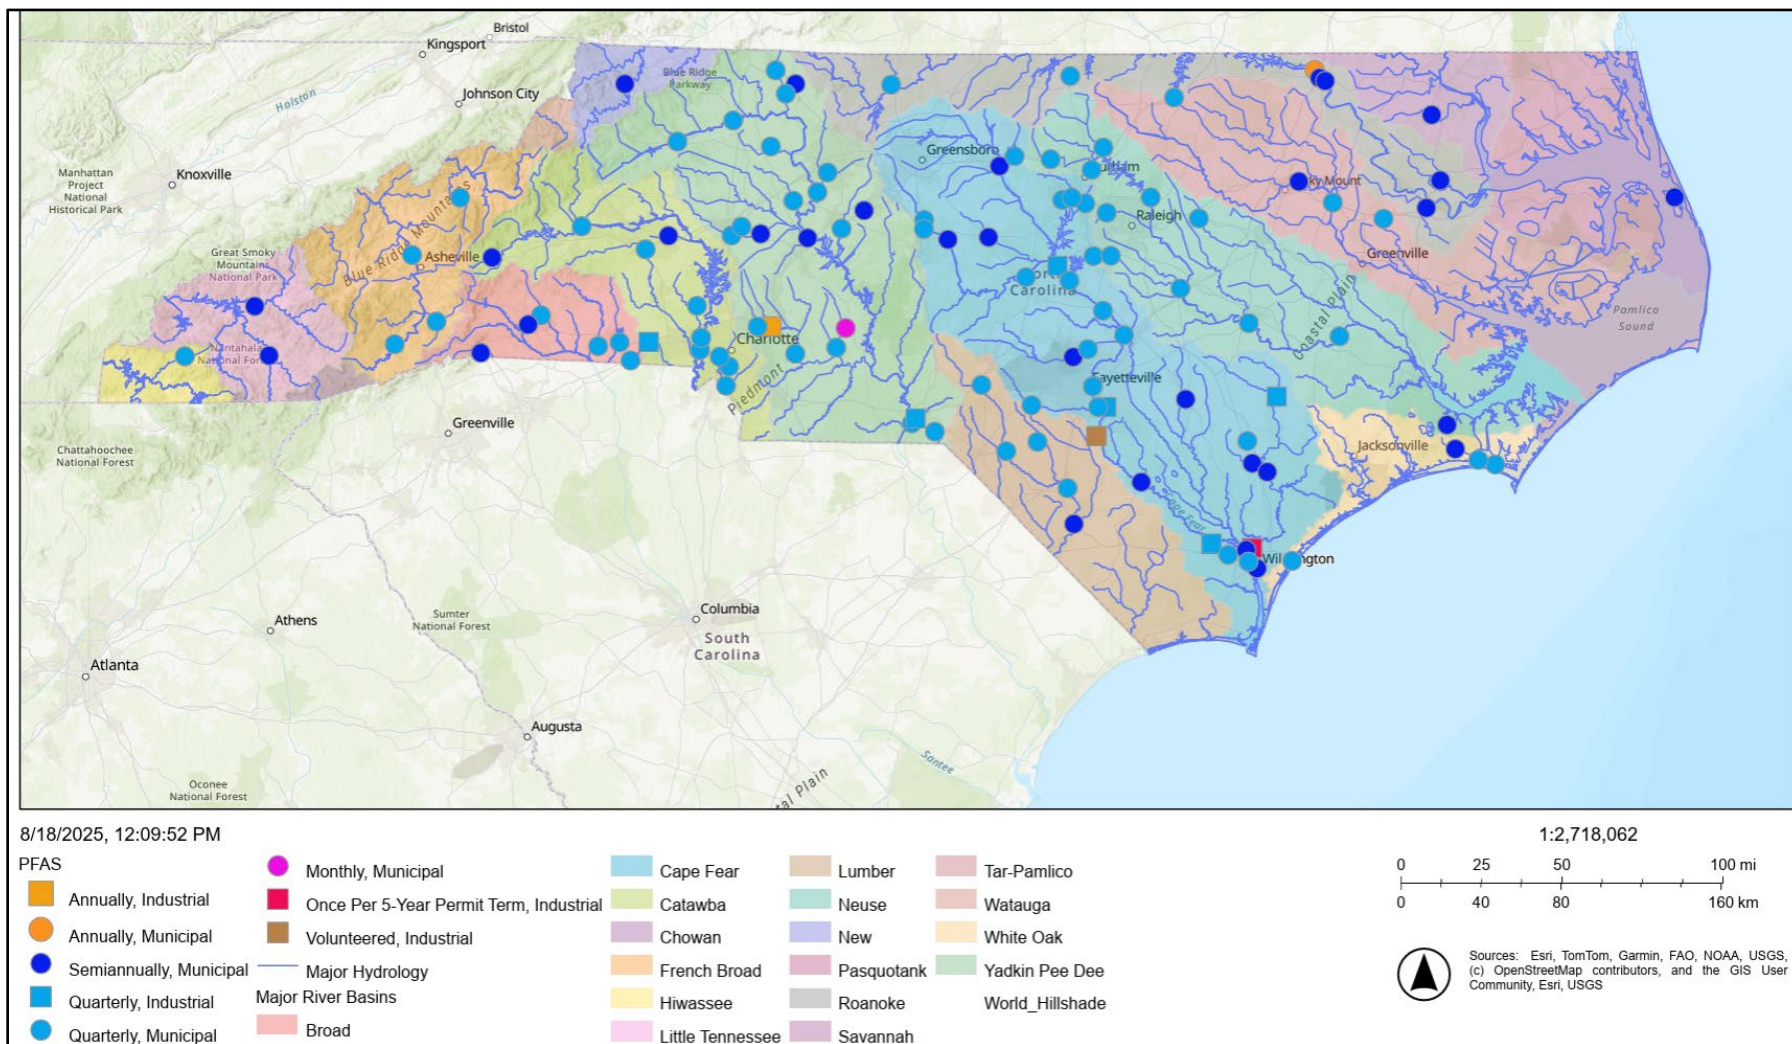 Bristol
Kingsport
Blue Ridge
Parkway
Johnson City
Holston
Manhattan
Project
National
Historical Park
Knoxville
Greensboro
Durham
Rocky Mount
Raleigh
Great Smoky
Mountains
National Park
Blue Ridge Mountains
Asheville
Greenville
North
Carolina
Coastal Plain
Pamlico
Sound
Nantahala
National Forest
Charlotte
Piedmont
Fayetteville
Greenville
Jacksonville
Chattahoochee
National Forest
Cape Fear
Wilmington
Columbia
South
Carolina
Sumter
National Forest
Athens
Atlanta
Augusta
Santee
Oconee
National Forest
tal Plain
8/18/2025, 12:09:52 PM
1:2,718,062
PFAS
Annually, Industrial
Annually, Municipal
Semiannually, Municipal
Quarterly, Industrial
Quarterly, Municipal
Monthly, Municipal
Once Per 5-Year Permit Term, Industrial
Volunteered, Industrial
Major Hydrology
Major River Basins
Broad
Cape Fear
Catawba
Chowan
French Broad
Hiwassee
Little Tennessee
Lumber
Neuse
New
Pasquotank
Roanoke
Savannah
Tar-Pamlico
Watauga
White Oak
Yadkin Pee Dee
World_Hillshade
0 25 50 100 mi
0 40 80 160 km
Sources: Esri, TomTom, Garmin, FAO, NOAA, USGS,
(c) OpenStreetMap contributors, and the GIS User
Community, Esri, USGS